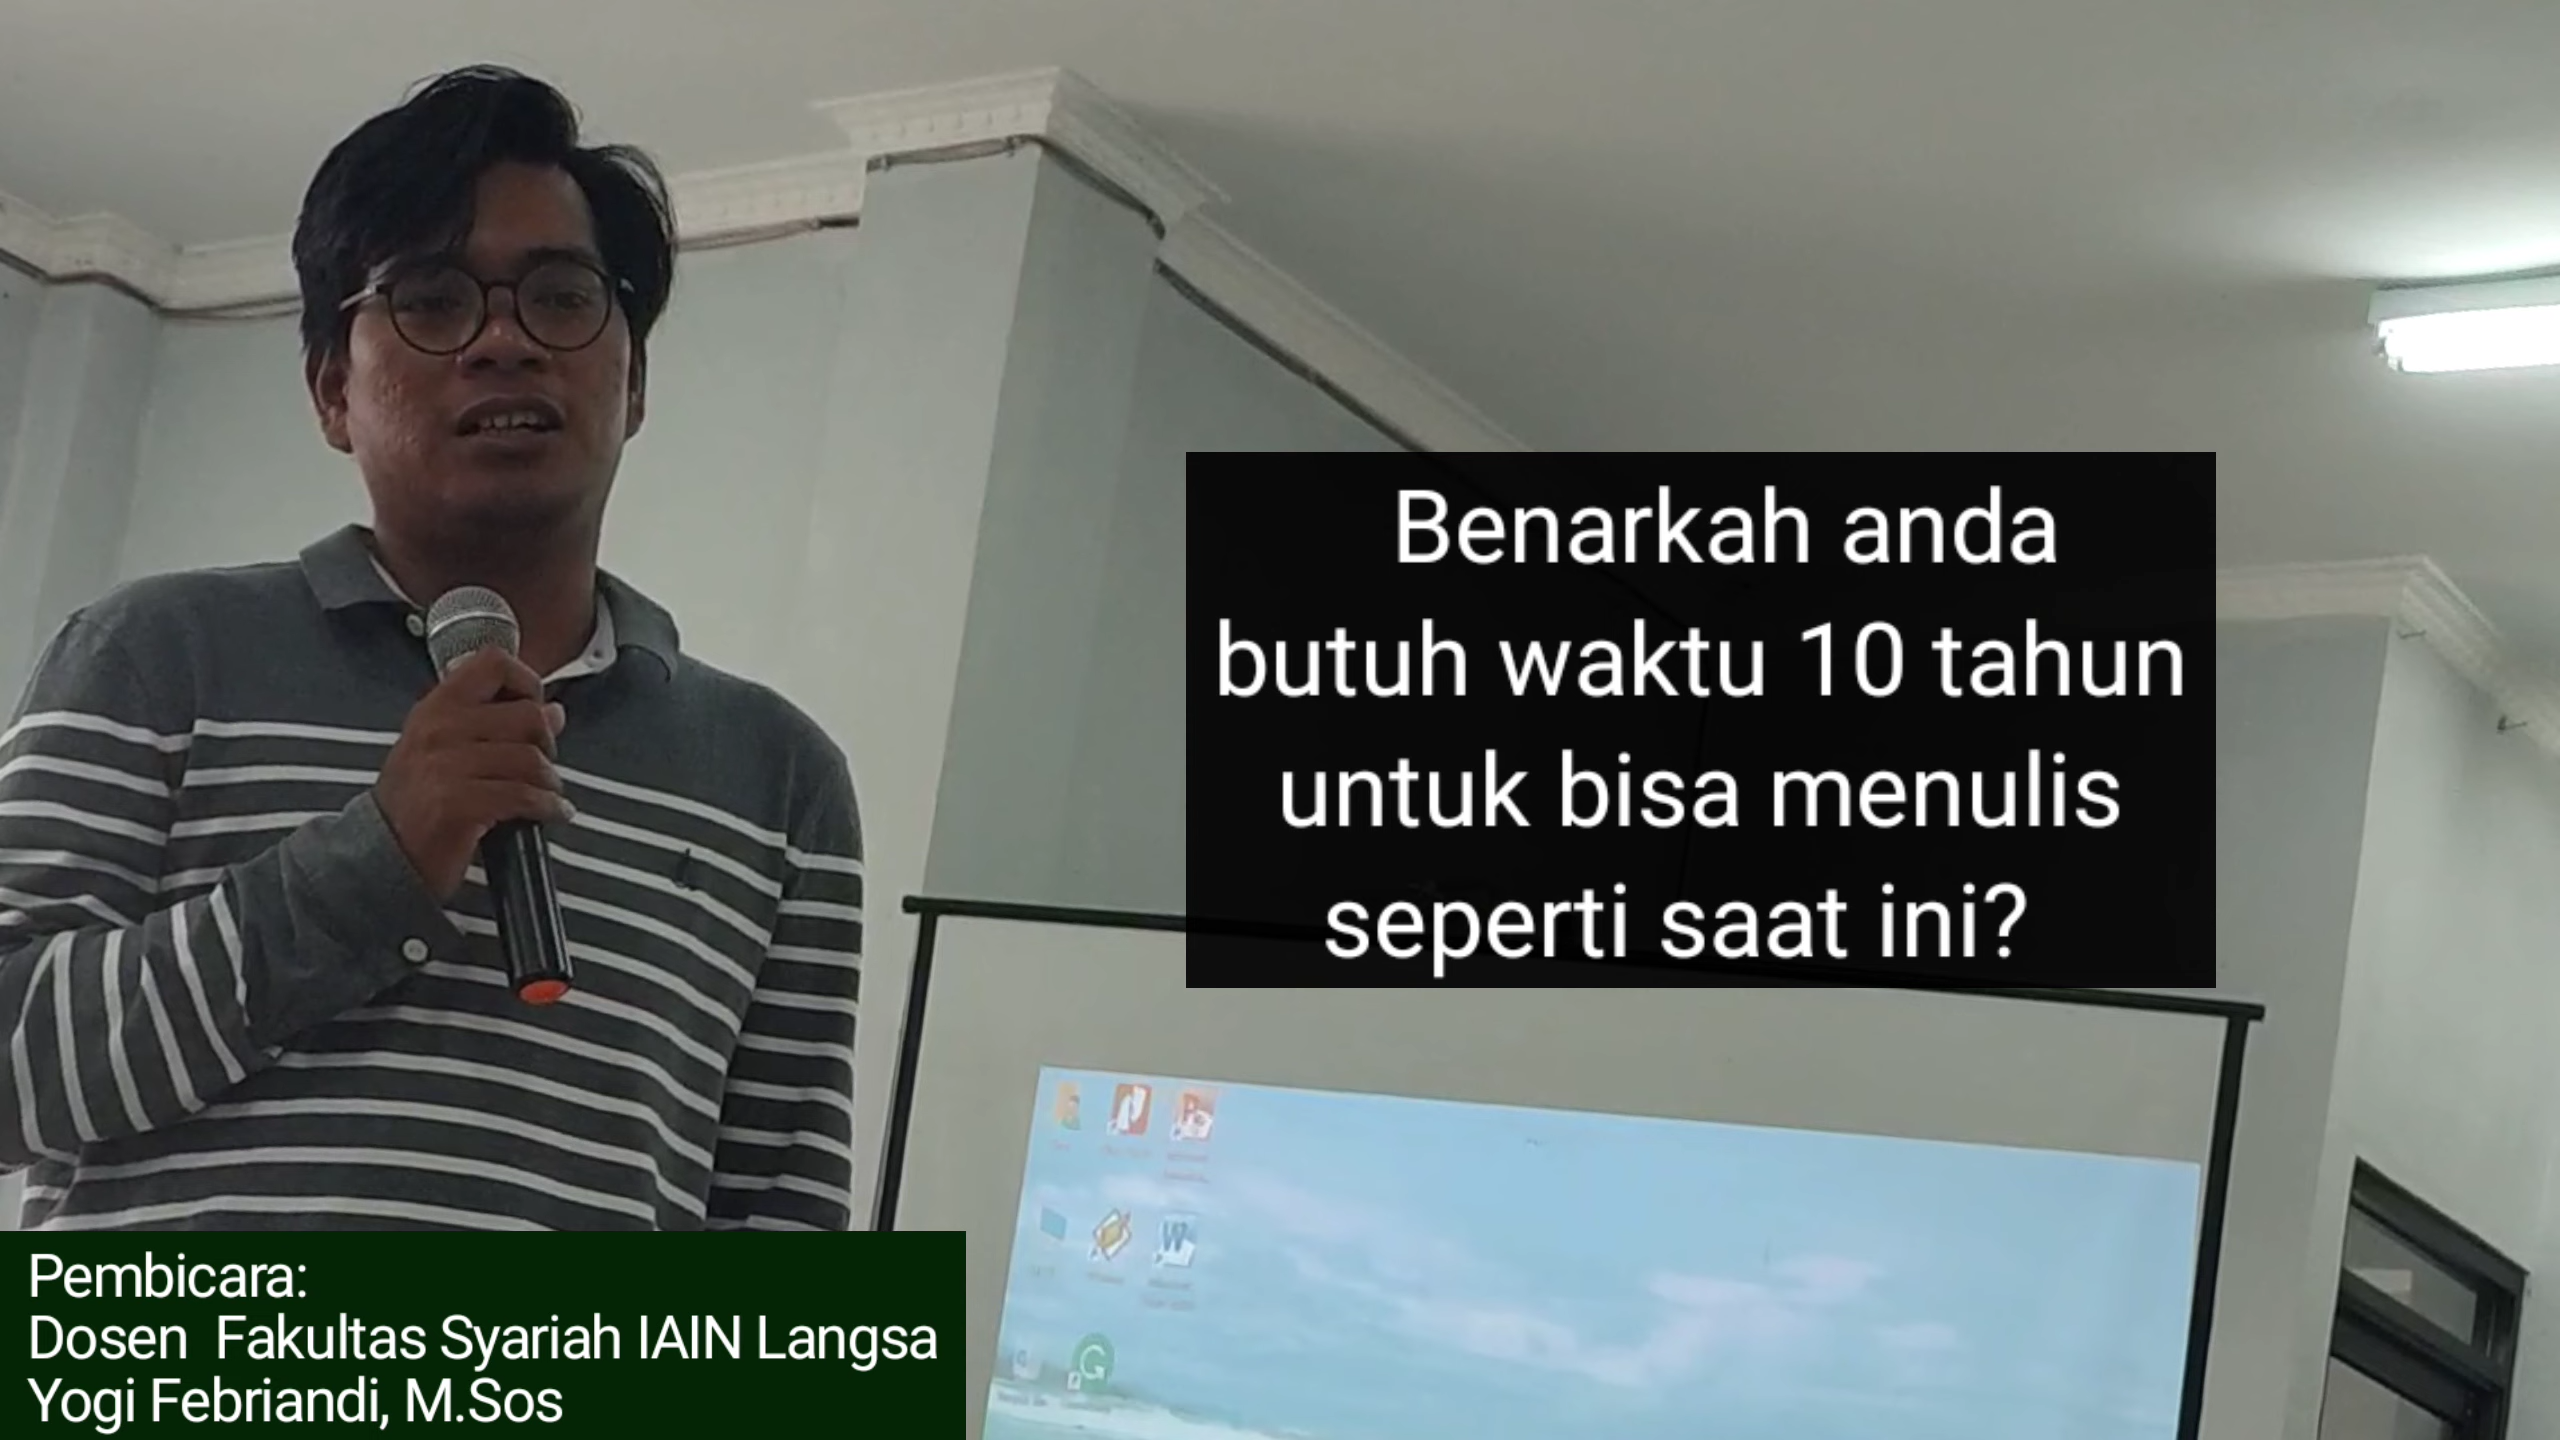 Benarkah anda
butuh waktu 10 tahun
untuk bisa menulis
seperti saat ini?
Pembicara:
Dosen  Fakultas Syariah IAIN Langsa
Yogi Febriandi, M.Sos